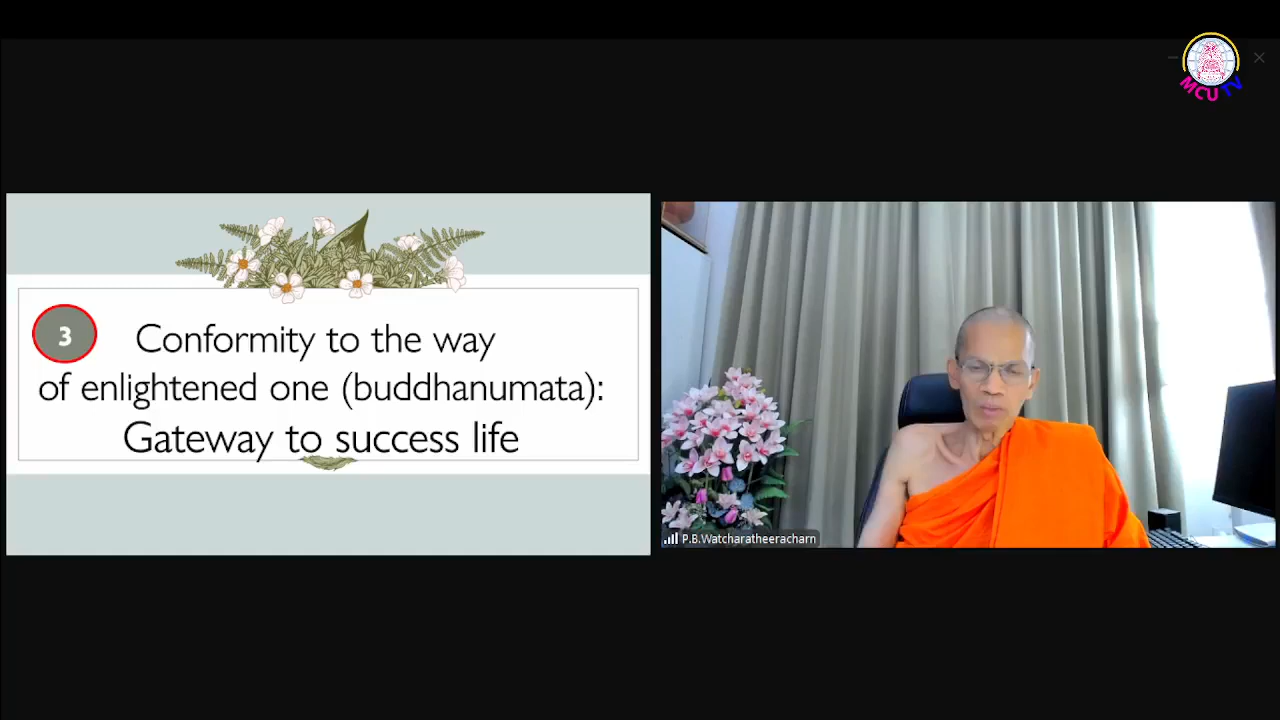 MCU TV
3
Conformity to the way
of enlightened one (buddhanumata):
Gateway to success life
P.B.Watcharatheeracharn